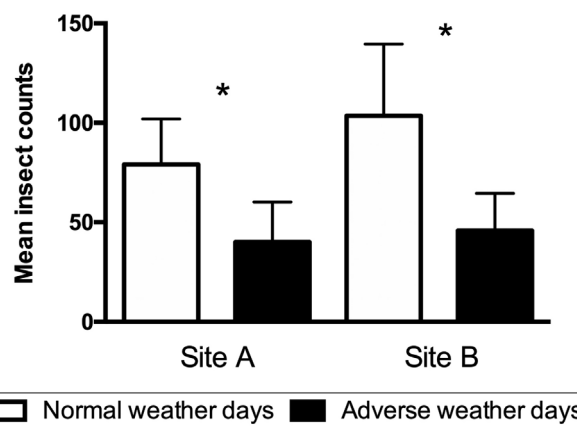 150
*
*
100
Mean insect counts
50
0
Site A Site B
Normal weather days Adverse weather days